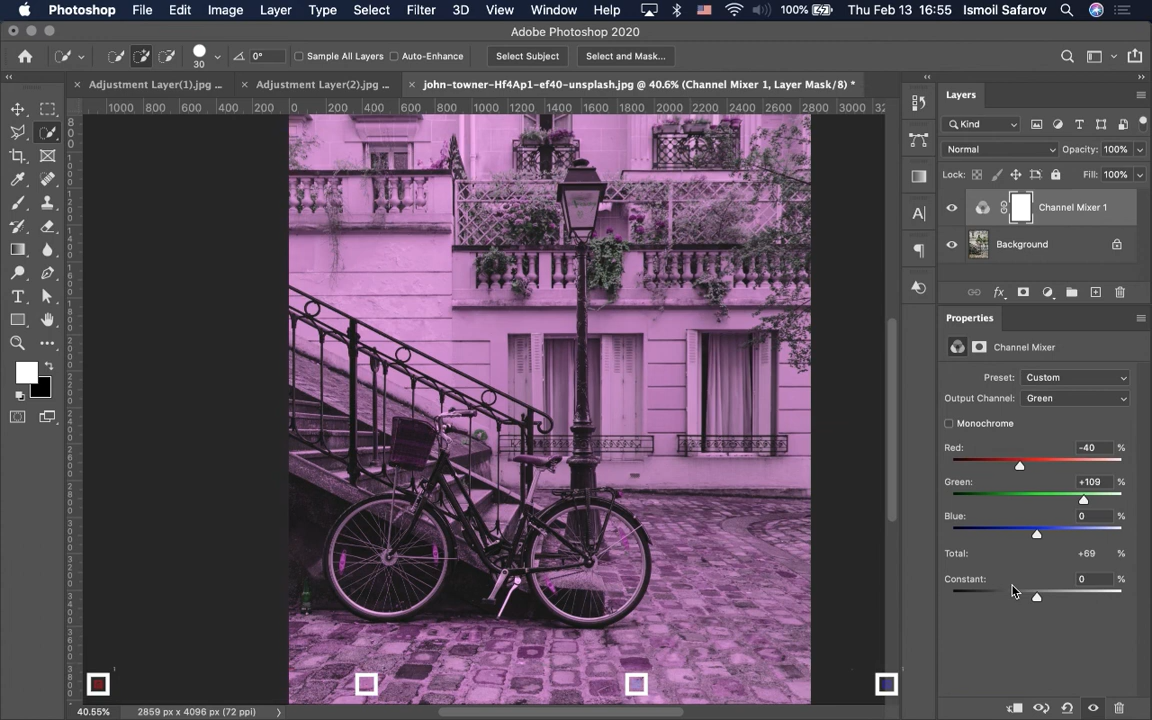 Photoshop File Edit Image Layer Type Select Filter 3D View Window Help 100% Thu Feb 13 16:55 Ismoil Safarov
Adobe Photoshop 2020
30 0° Sample All Layers Auto-Enhance Select Subject Select and Mask...
Adjustment Layer(1).jpg ... Adjustment Layer(2).jpg ... john-towner-Hf4Ap1-ef40-unsplash.jpg @ 40.6% (Channel Mixer 1, Layer Mask/8) *
1000 800 600 400 200 0 200 400 600 800 1000 1200 1400 1600 1800 2000 2200 2400 2600 2800 3000
Layers
Kind
Normal Opacity: 100%
Lock: Fill: 100%
Channel Mixer 1
Background
fx
Properties
Channel Mixer
Preset: Custom
Output Channel: Green
Monochrome
Red: -40 %
Green: +109 %
Blue: 0 %
Total: +69 %
Constant: 0 %
40.55% 2859 px x 4096 px (72 ppi)